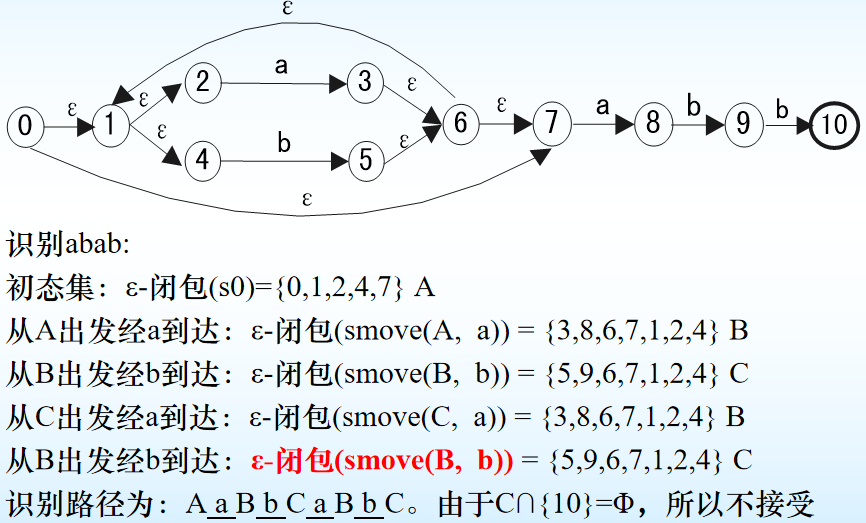 ε
0 ε 1 ε 2 a 3 ε 6 ε 7 a 8 b 9 b 10
ε 4 b 5 ε
ε
识别abab:
初态集：ε-闭包(s0)={0,1,2,4,7} A
从A出发经a到达：ε-闭包(smove(A, a)) = {3,8,6,7,1,2,4} B
从B出发经b到达：ε-闭包(smove(B, b)) = {5,9,6,7,1,2,4} C
从C出发经a到达：ε-闭包(smove(C, a)) = {3,8,6,7,1,2,4} B
从B出发经b到达：ε-闭包(smove(B, b)) = {5,9,6,7,1,2,4} C
识别路径为：A a B b C a B b C。由于C∩{10}=Φ，所以不接受